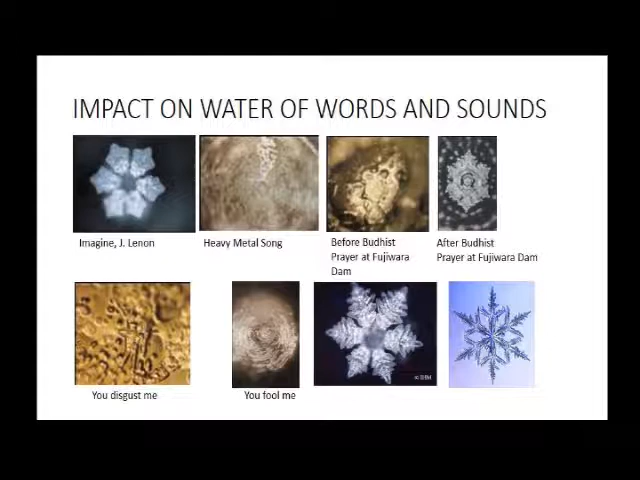 IMPACT ON WATER OF WORDS AND SOUNDS
Imagine, J. Lenon
Heavy Metal Song
Before Budhist
Prayer at Fujiwara
Dam
After Budhist
Prayer at Fujiwara Dam
You disgust me
You fool me